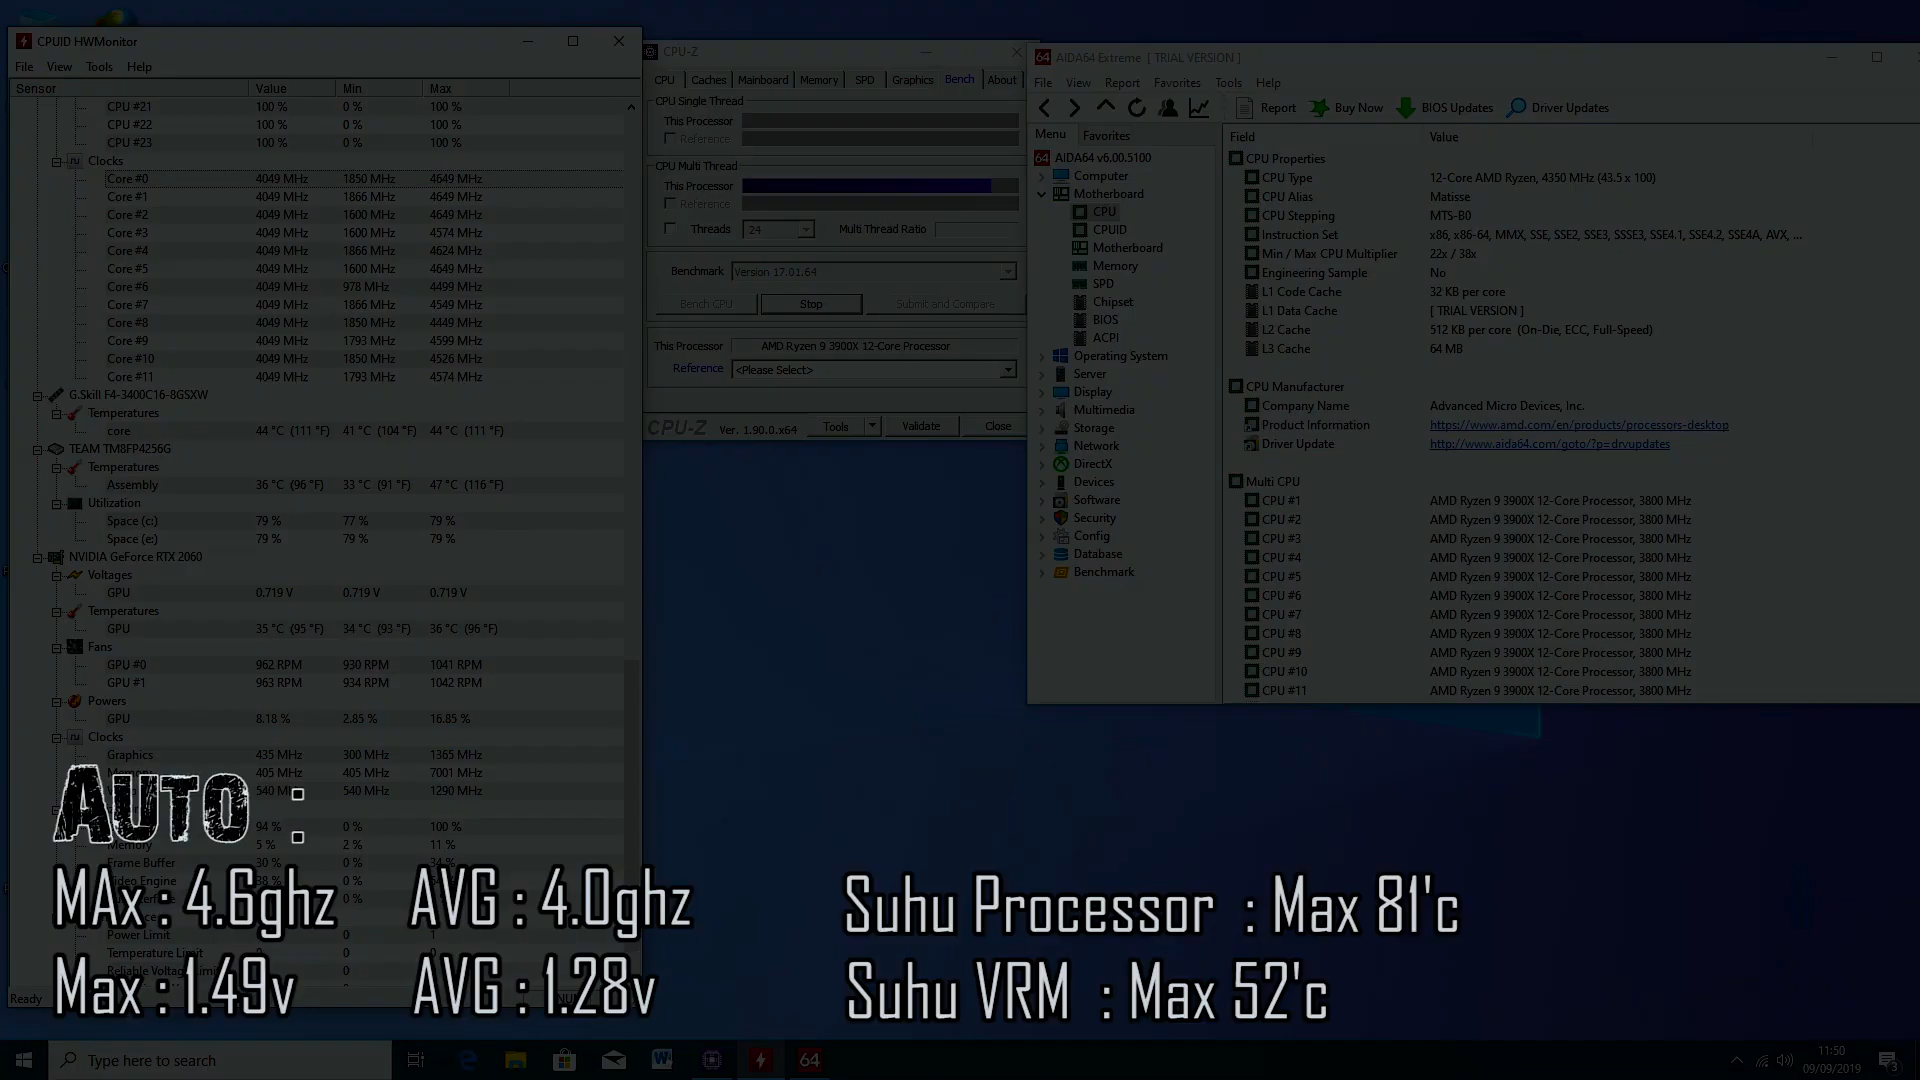 CPUID HWMonitor
File View Tools Help
Sensor Value Min Max
CPU #21 100 % 0 % 100 %
CPU #22 100 % 0 % 100 %
CPU #23 100 % 0 % 100 %
Clocks
Core #0 4049 MHz 1850 MHz 4649 MHz
Core #1 4049 MHz 1866 MHz 4649 MHz
Core #2 4049 MHz 1600 MHz 4649 MHz
Core #3 4049 MHz 1600 MHz 4574 MHz
Core #4 4049 MHz 1866 MHz 4624 MHz
Core #5 4049 MHz 1600 MHz 4649 MHz
Core #6 4049 MHz 978 MHz 4499 MHz
Core #7 4049 MHz 1866 MHz 4549 MHz
Core #8 4049 MHz 1850 MHz 4449 MHz
Core #9 4049 MHz 1793 MHz 4599 MHz
Core #10 4049 MHz 1850 MHz 4526 MHz
Core #11 4049 MHz 1793 MHz 4574 MHz
G.Skill F4-3400C16-8GSXW
Temperatures
core 44 °C (111 °F) 41 °C (104 °F) 44 °C (111 °F)
TEAM TM8FP4256G
Temperatures
Assembly 36 °C (96 °F) 33 °C (91 °F) 47 °C (116 °F)
Utilization
Space (c:) 79 % 77 % 79 %
Space (e:) 79 % 79 % 79 %
NVIDIA GeForce RTX 2060
Voltages
GPU 0.719 V 0.719 V 0.719 V
Temperatures
GPU 35 °C (95 °F) 34 °C (93 °F) 36 °C (96 °F)
Fans
GPU #0 962 RPM 930 RPM 1041 RPM
GPU #1 963 RPM 934 RPM 1042 RPM
Powers
GPU 8.18 % 2.85 % 16.85 %
Clocks
Graphics 435 MHz 300 MHz 1365 MHz
405 MHz 405 MHz 7001 MHz
540 MHz 540 MHz 1290 MHz
94 % 0 % 100 %
Memory 5 % 2 % 11 %
Frame Buffer 30 % 0 % 34 %
Video Engine 38 % 0 %
0 %
Power Limit 0
Temperature Limit 0
Reliable Voltage Limit 0
Ready
CPU-Z
CPU Caches Mainboard Memory SPD Graphics Bench About
CPU Single Thread
This Processor
Reference
CPU Multi Thread
This Processor
Reference
Threads 24 Multi Thread Ratio
Benchmark Version 17.01.64
Bench CPU Stop Submit and Compare
This Processor AMD Ryzen 9 3900X 12-Core Processor
Reference <Please Select>
CPU-Z Ver. 1.90.0.x64 Tools Validate Close
AIDA64 Extreme [ TRIAL VERSION ]
File View Report Favorites Tools Help
Report Buy Now BIOS Updates Driver Updates
Menu Favorites
AIDA64 v6.00.5100
Computer
Motherboard
CPU
CPUID
Motherboard
Memory
SPD
Chipset
BIOS
ACPI
Operating System
Server
Display
Multimedia
Storage
Network
DirectX
Devices
Software
Security
Config
Database
Benchmark
Field Value
CPU Properties
CPU Type 12-Core AMD Ryzen, 4350 MHz (43.5 x 100)
CPU Alias Matisse
CPU Stepping MTS-B0
Instruction Set x86, x86-64, MMX, SSE, SSE2, SSE3, SSSE3, SSE4.1, SSE4.2, SSE4A, AVX, ...
Min / Max CPU Multiplier 22x / 38x
Engineering Sample No
L1 Code Cache 32 KB per core
L1 Data Cache [ TRIAL VERSION ]
L2 Cache 512 KB per core (On-Die, ECC, Full-Speed)
L3 Cache 64 MB
CPU Manufacturer
Company Name Advanced Micro Devices, Inc.
Product Information https://www.amd.com/en/products/processors-desktop
Driver Update http://www.aida64.com/goto/?p=drvupdates
Multi CPU
CPU #1 AMD Ryzen 9 3900X 12-Core Processor, 3800 MHz
CPU #2 AMD Ryzen 9 3900X 12-Core Processor, 3800 MHz
CPU #3 AMD Ryzen 9 3900X 12-Core Processor, 3800 MHz
CPU #4 AMD Ryzen 9 3900X 12-Core Processor, 3800 MHz
CPU #5 AMD Ryzen 9 3900X 12-Core Processor, 3800 MHz
CPU #6 AMD Ryzen 9 3900X 12-Core Processor, 3800 MHz
CPU #7 AMD Ryzen 9 3900X 12-Core Processor, 3800 MHz
CPU #8 AMD Ryzen 9 3900X 12-Core Processor, 3800 MHz
CPU #9 AMD Ryzen 9 3900X 12-Core Processor, 3800 MHz
CPU #10 AMD Ryzen 9 3900X 12-Core Processor, 3800 MHz
CPU #11 AMD Ryzen 9 3900X 12-Core Processor, 3800 MHz
Auto :
MAx : 4.6ghz AVG : 4.0ghz Suhu Processor : Max 81'c
Max : 1.49v AVG : 1.28v Suhu VRM : Max 52'c
Type here to search
64
11:50
09/09/2019
3